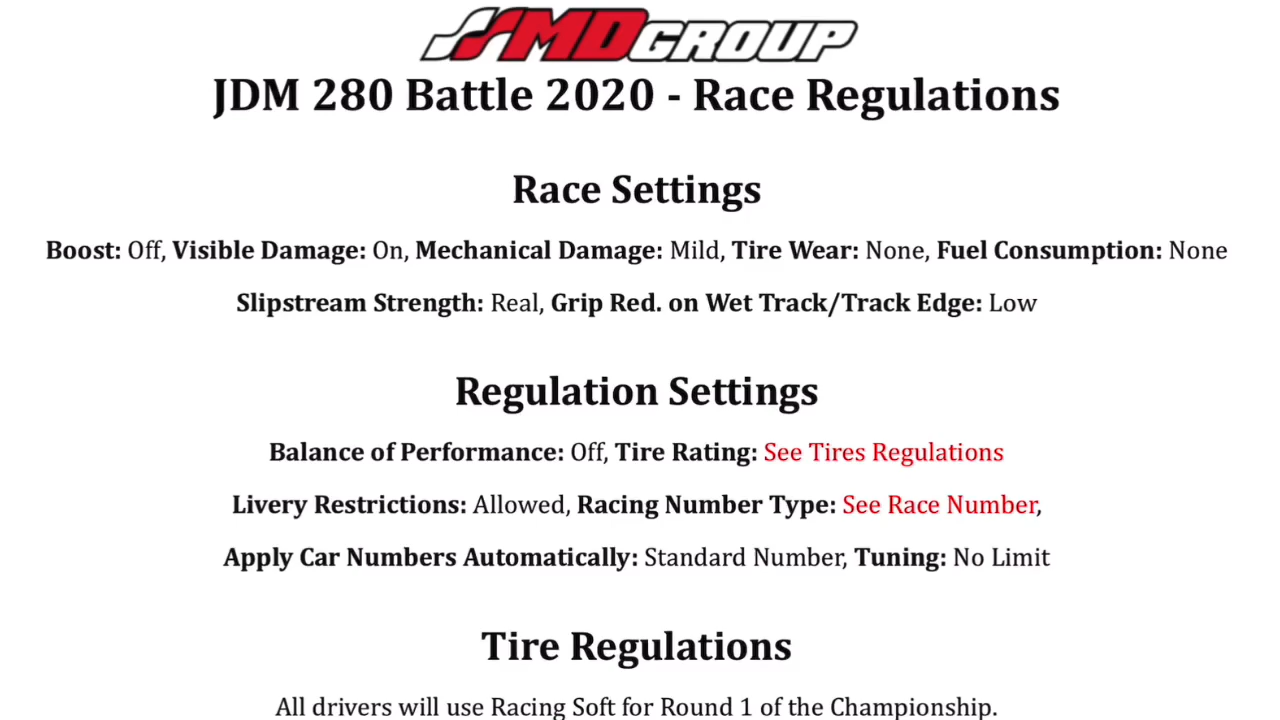 MDGROUP
JDM 280 Battle 2020 - Race Regulations
Race Settings
Boost: Off, Visible Damage: On, Mechanical Damage: Mild, Tire Wear: None, Fuel Consumption: None
Slipstream Strength: Real, Grip Red. on Wet Track/Track Edge: Low
Regulation Settings
Balance of Performance: Off, Tire Rating: See Tires Regulations
Livery Restrictions: Allowed, Racing Number Type: See Race Number,
Apply Car Numbers Automatically: Standard Number, Tuning: No Limit
Tire Regulations
All drivers will use Racing Soft for Round 1 of the Championship.